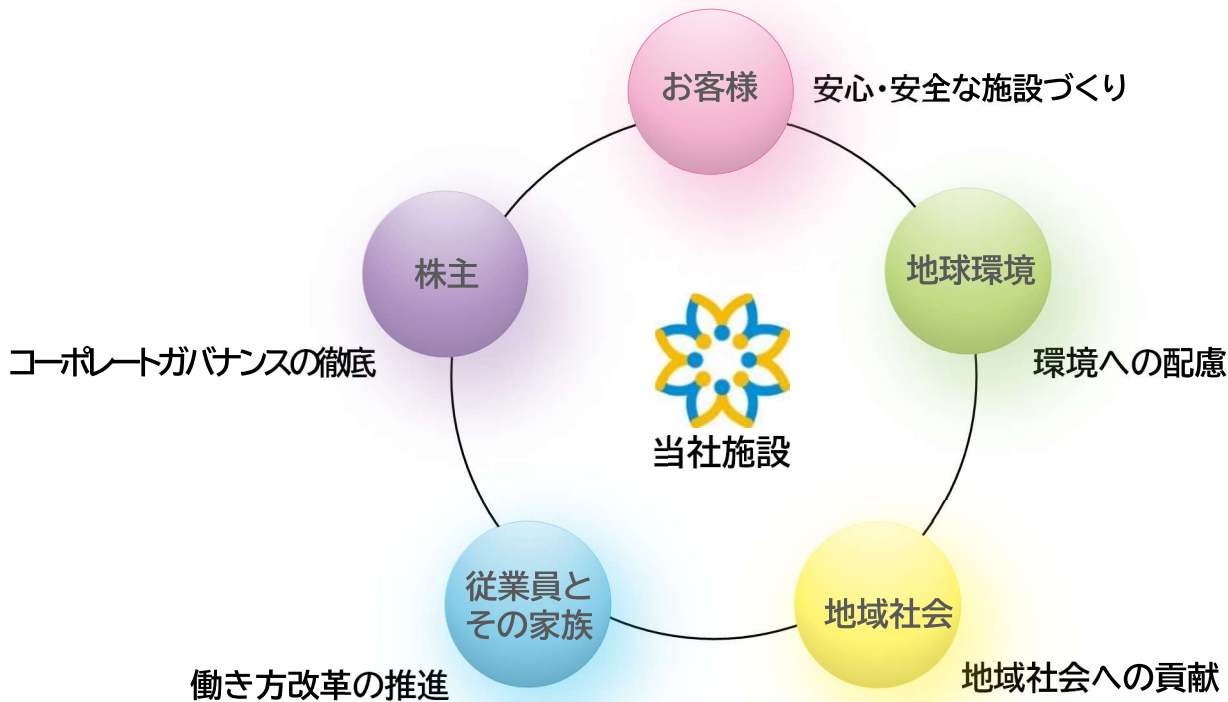 お客様
安心・安全な施設づくり
地球環境
環境への配慮
地域社会
地域社会への貢献
従業員と
その家族
働き方改革の推進
株主
コーポレートガバナンスの徹底
当社施設